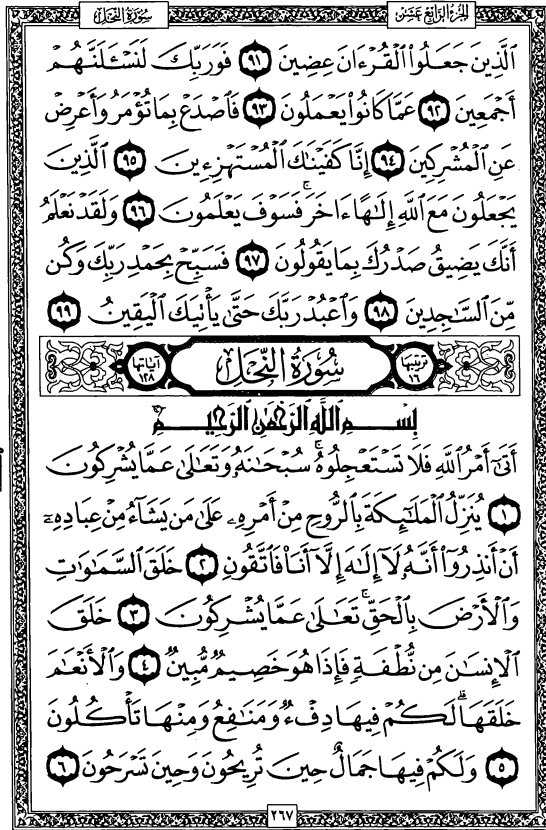 الجزء الرابع عشر
سورة النحل
ٱلَّذِينَ جَعَلُوا۟ ٱلْقُرْءَانَ عِضِينَ ٩١ فَوَرَبِّكَ لَنَسْـَٔلَنَّهُمْ
أَجْمَعِينَ ٩٢ عَمَّا كَانُوا۟ يَعْمَلُونَ ٩٣ فَٱصْدَعْ بِمَا تُؤْمَرُ وَأَعْرِضْ
عَنِ ٱلْمُشْرِكِينَ ٩٤ إِنَّا كَفَيْنَٰكَ ٱلْمُسْتَهْزِءِينَ ٩٥ ٱلَّذِينَ
يَجْعَلُونَ مَعَ ٱللَّهِ إِلَٰهًا ءَاخَرَ ۚ فَسَوْفَ يَعْلَمُونَ ٩٦ وَلَقَدْ نَعْلَمُ
أَنَّكَ يَضِيقُ صَدْرُكَ بِمَا يَقُولُونَ ٩٧ فَسَبِّحْ بِحَمْدِ رَبِّكَ وَكُن
مِّنَ ٱلسَّٰجِدِينَ ٩٨ وَٱعْبُدْ رَبَّكَ حَتَّىٰ يَأْتِيَكَ ٱلْيَقِينُ ٩٩
ترتيبها ١٦ سُورَةُ النَّحْلِ آياتها ١٢٨
بِسْمِ ٱللَّهِ ٱلرَّحْمَٰنِ ٱلرَّحِيمِ
أَتَىٰٓ أَمْرُ ٱللَّهِ فَلَا تَسْتَعْجِلُوهُ ۚ سُبْحَٰنَهُۥ وَتَعَٰلَىٰ عَمَّا يُشْرِكُونَ
١ يُنَزِّلُ ٱلْمَلَٰٓئِكَةَ بِٱلرُّوحِ مِنْ أَمْرِهِۦ عَلَىٰ مَن يَشَآءُ مِنْ عِبَادِهِۦٓ
أَنْ أَنذِرُوٓا۟ أَنَّهُۥ لَآ إِلَٰهَ إِلَّآ أَنَا۠ فَٱتَّقُونِ ٢ خَلَقَ ٱلسَّمَٰوَٰتِ
وَٱلْأَرْضَ بِٱلْحَقِّ ۚ تَعَٰلَىٰ عَمَّا يُشْرِكُونَ ٣ خَلَقَ
ٱلْإِنسَٰنَ مِن نُّطْفَةٍ فَإِذَا هُوَ خَصِيمٌ مُّبِينٌ ٤ وَٱلْأَنْعَٰمَ
خَلَقَهَا ۗ لَكُمْ فِيهَا دِفْءٌ وَمَنَٰفِعُ وَمِنْهَا تَأْكُلُونَ
٥ وَلَكُمْ فِيهَا جَمَالٌ حِينَ تُرِيحُونَ وَحِينَ تَسْرَحُونَ ٦
٢٦٧